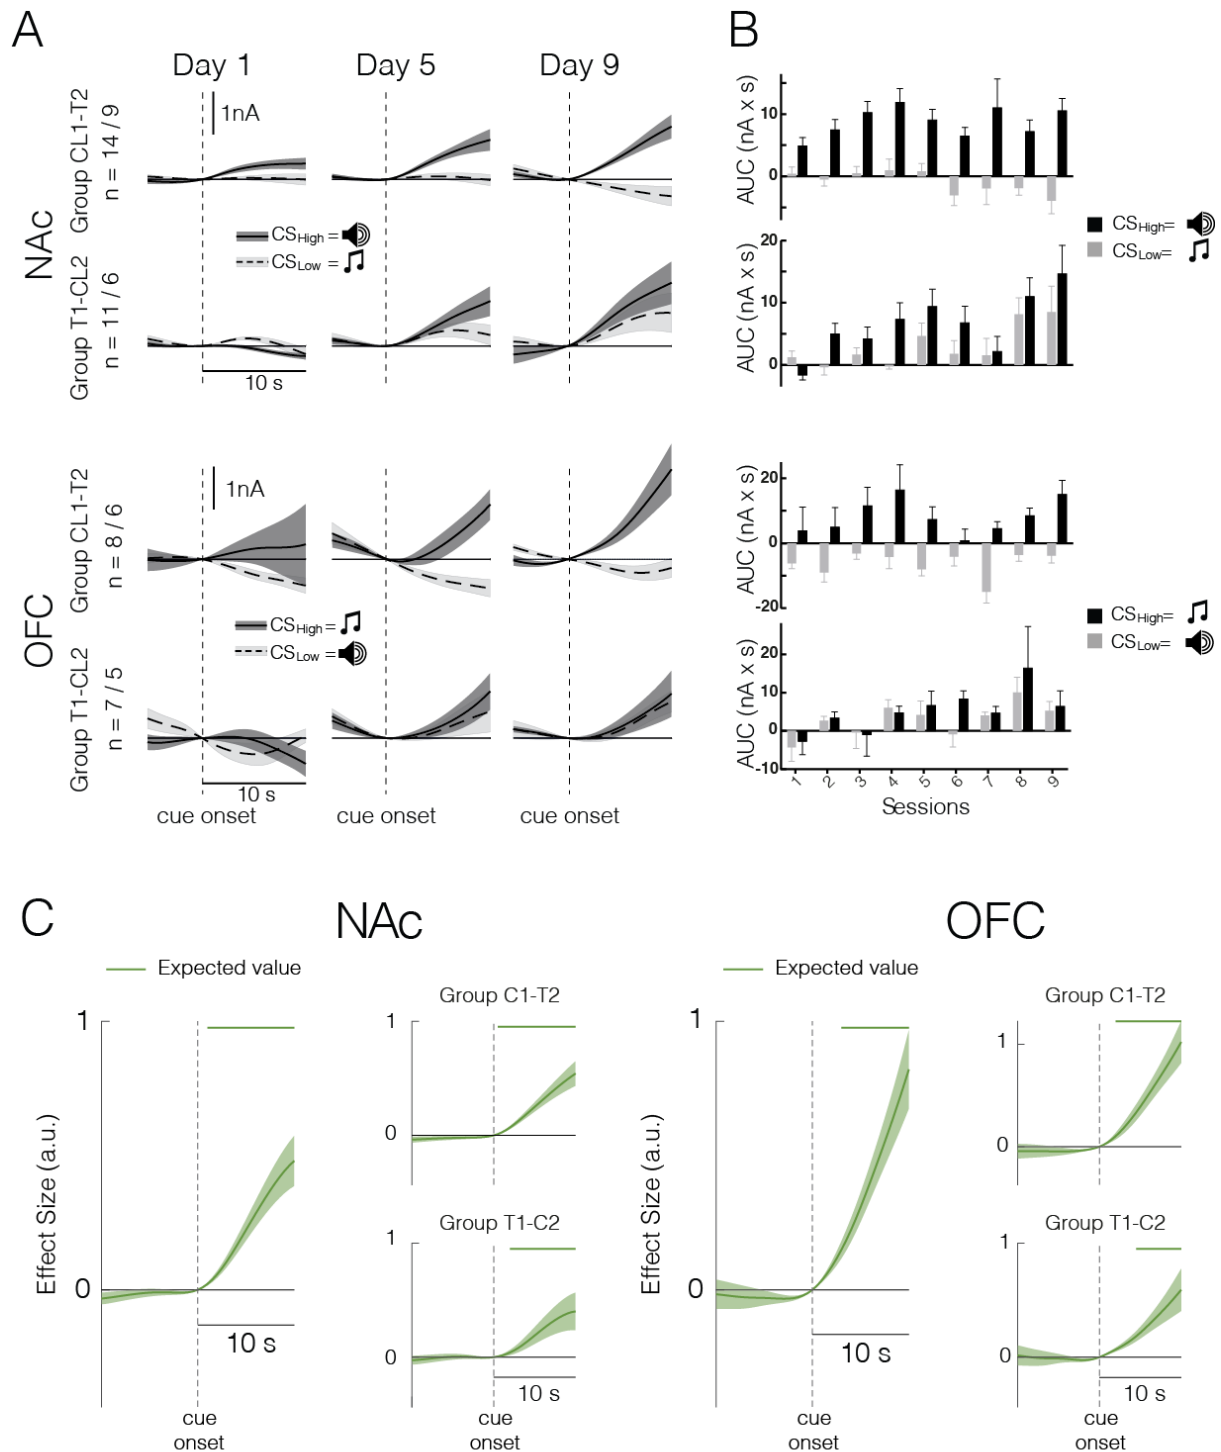 A
B
Day 1
Day 5
Day 9
1nA
NAc
Group CL1-T2
n = 14 / 9
CSHigh=
CSLow =
Group T1-CL2
n = 11 / 6
10 s
AUC (nA x s)
10
0
CSHigh=
CSLow=
AUC (nA x s)
20
10
0
OFC
Group CL1-T2
n = 8 / 6
1nA
CSHigh=
CSLow =
Group T1-CL2
n = 7 / 5
10 s
cue onset
cue onset
cue onset
AUC (nA x s)
20
0
-20
CSHigh=
CSLow=
AUC (nA x s)
20
10
0
-10
1 2 3 4 5 6 7 8 9
Sessions
C
NAc
OFC
Expected value
Effect Size (a.u.)
1
0
10 s
cue
onset
Group C1-T2
1
0
Group T1-C2
1
0
10 s
cue
onset
Expected value
Effect Size (a.u.)
1
0
10 s
cue
onset
Group C1-T2
1
0
Group T1-C2
1
0
10 s
cue
onset